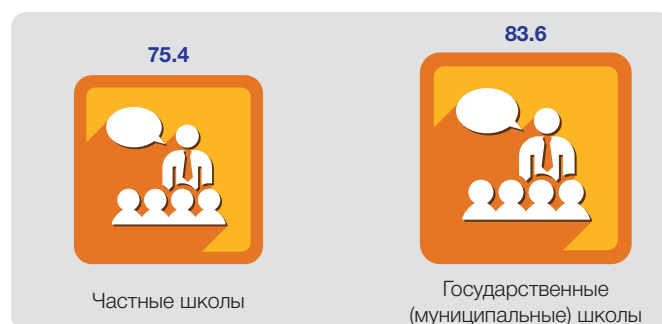 75.4
83.6
Частные школы
Государственные
(муниципальные) школы